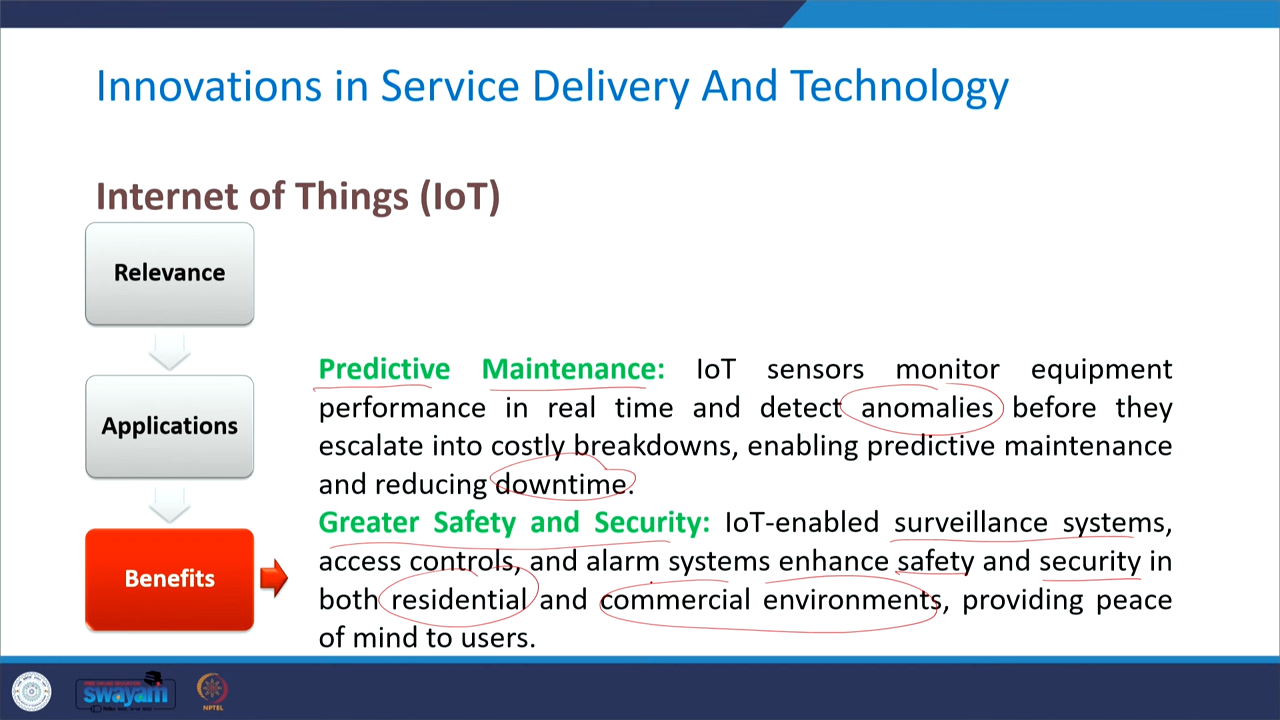 Innovations in Service Delivery And Technology
Internet of Things (IoT)
Relevance
Applications
Benefits
Predictive Maintenance: IoT sensors monitor equipment
performance in real time and detect anomalies before they
escalate into costly breakdowns, enabling predictive maintenance
and reducing downtime.
Greater Safety and Security: IoT-enabled surveillance systems,
access controls, and alarm systems enhance safety and security in
both residential and commercial environments, providing peace
of mind to users.
swayam
NPTEL